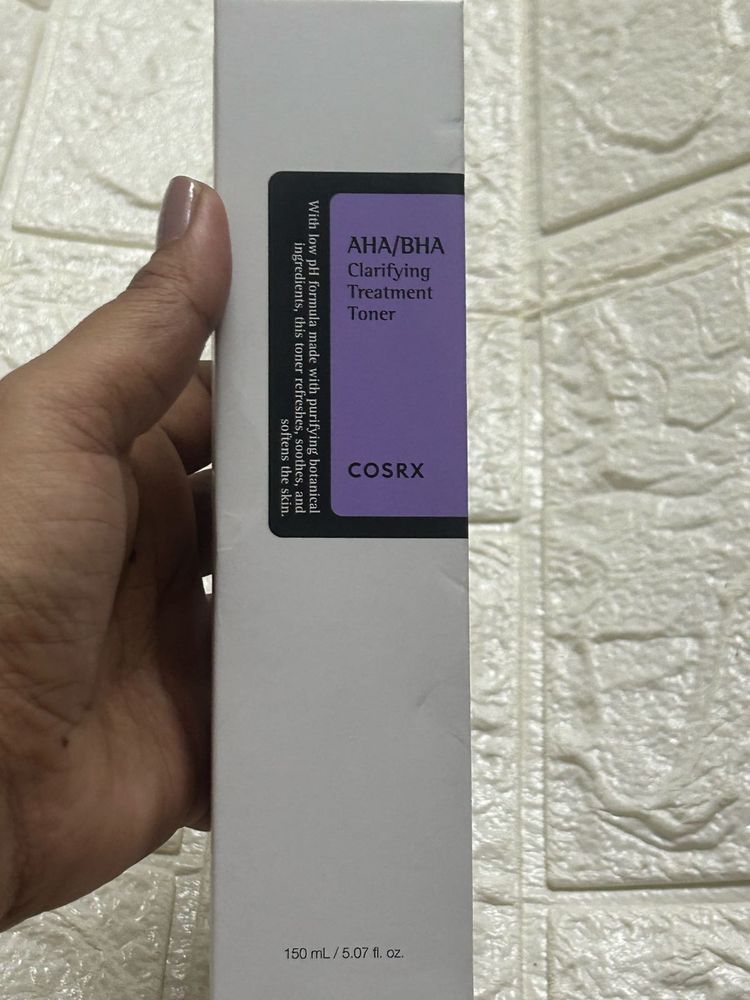 AHA/BHA
Clarifying
Treatment
Toner
COSRX
With low pH formula made with purifying botanical
ingredients, this toner refreshes, soothes, and
softens the skin.
150 mL / 5.07 fl. oz.